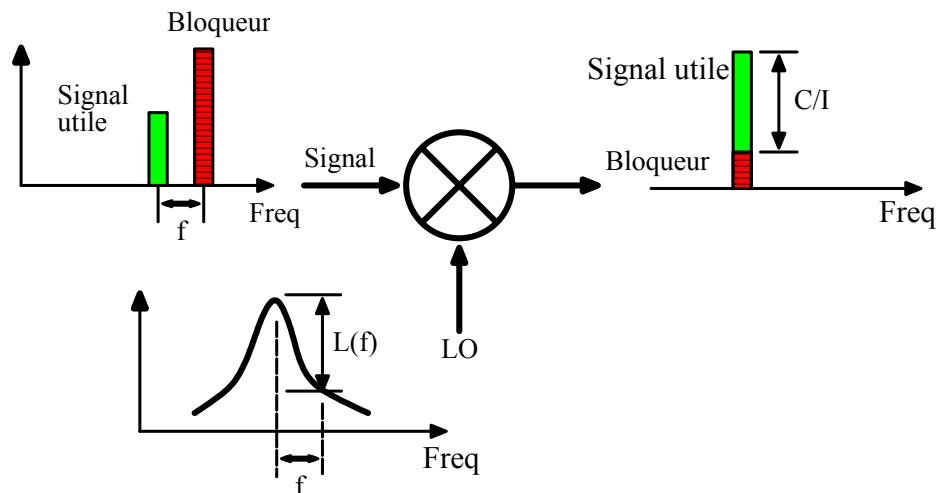 Bloqueur
Signal
utile
Freq
f
Signal
LO
L(f)
Freq
f
Signal utile
C/I
Bloqueur
Freq